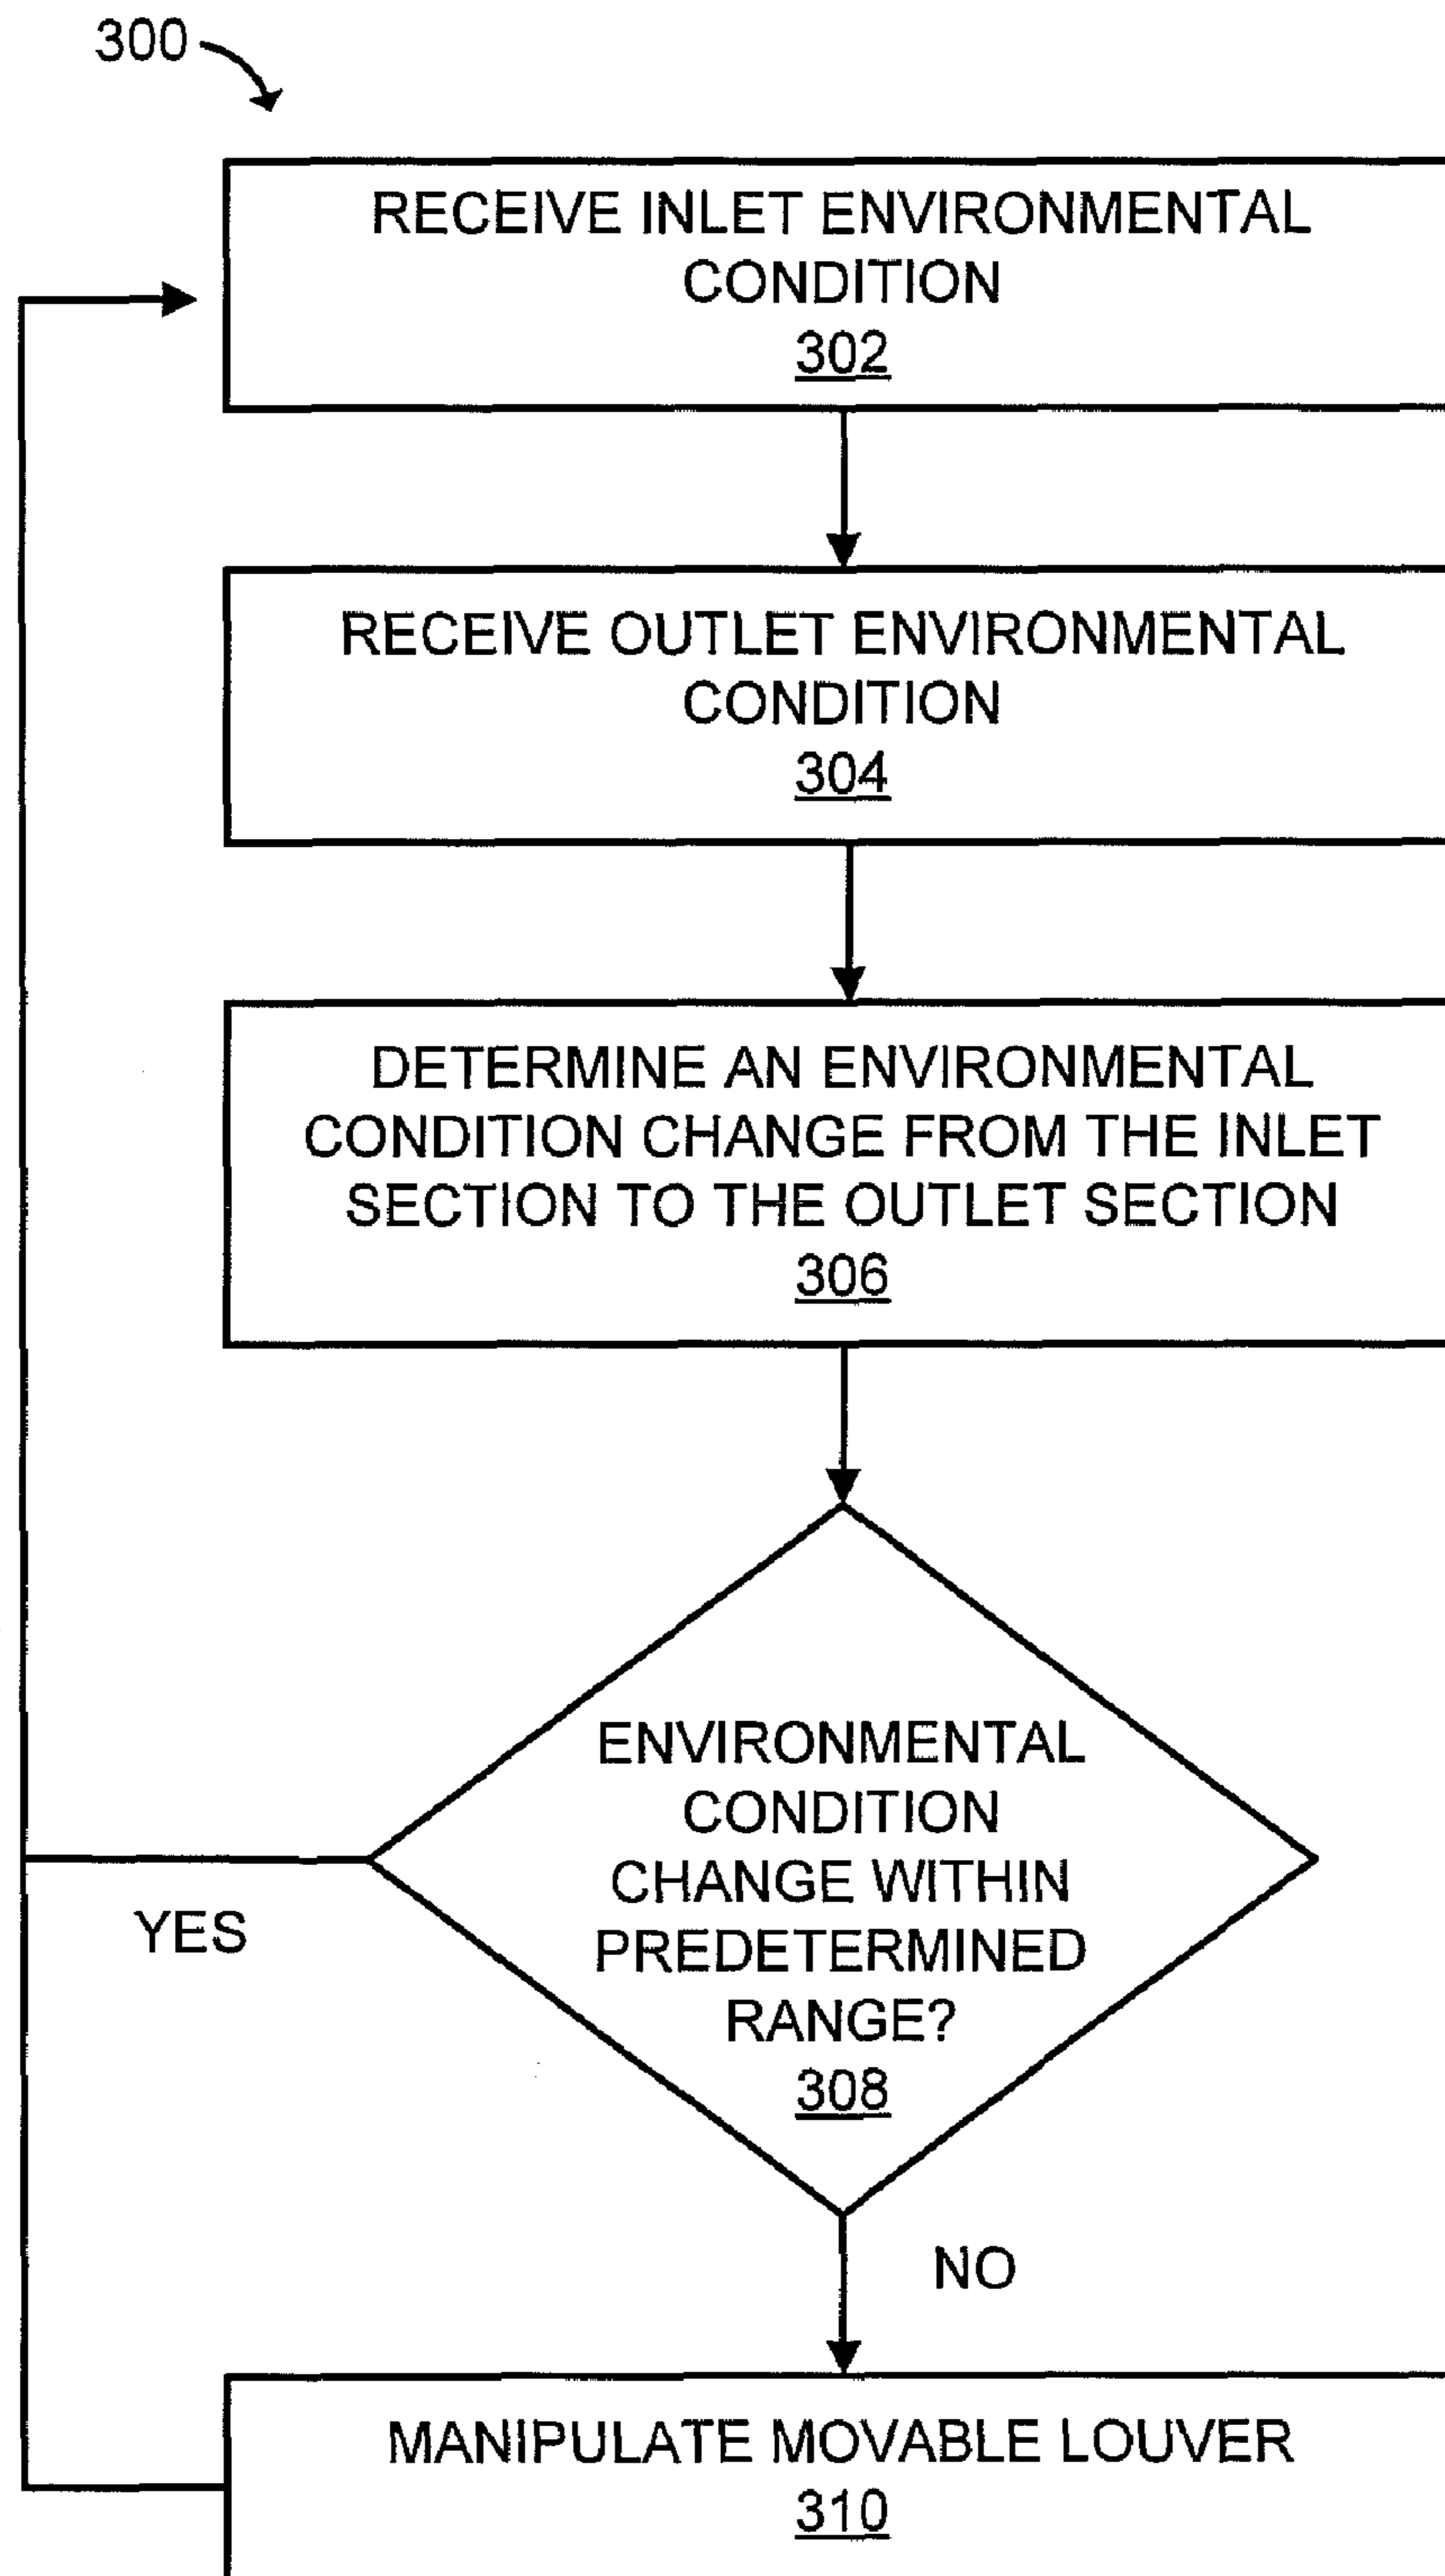 300
RECEIVE INLET ENVIRONMENTAL
CONDITION
302
RECEIVE OUTLET ENVIRONMENTAL
CONDITION
304
DETERMINE AN ENVIRONMENTAL
CONDITION CHANGE FROM THE INLET
SECTION TO THE OUTLET SECTION
306
ENVIRONMENTAL
CONDITION
CHANGE WITHIN
PREDETERMINED
RANGE?
308
YES
NO
MANIPULATE MOVABLE LOUVER
310